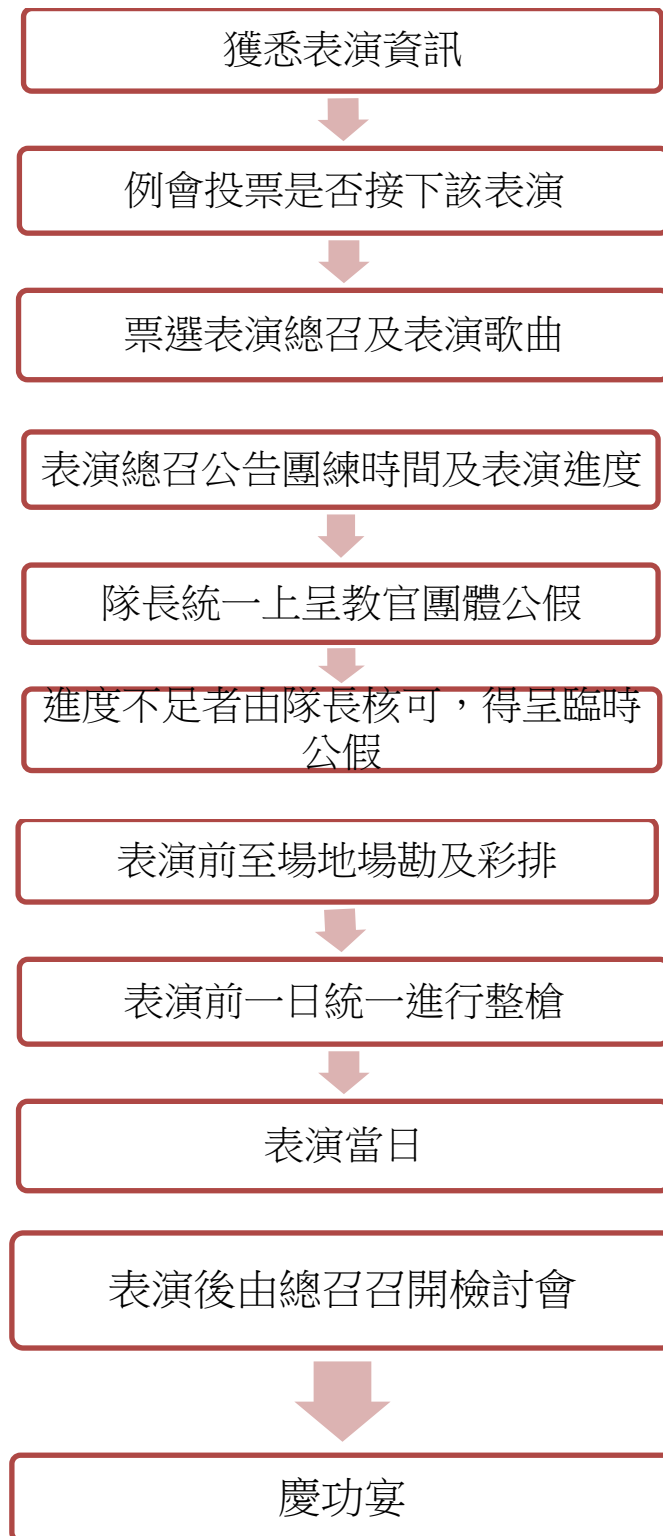 獲悉表演資訊
例會投票是否接下該表演
票選表演總召及表演歌曲
表演總召公告團練時間及表演進度
隊長統一上呈教官團體公假
進度不足者由隊長核可，得呈臨時
公假
表演前至場地場勘及彩排
表演前一日統一進行整槍
表演當日
表演後由總召召開檢討會
慶功宴